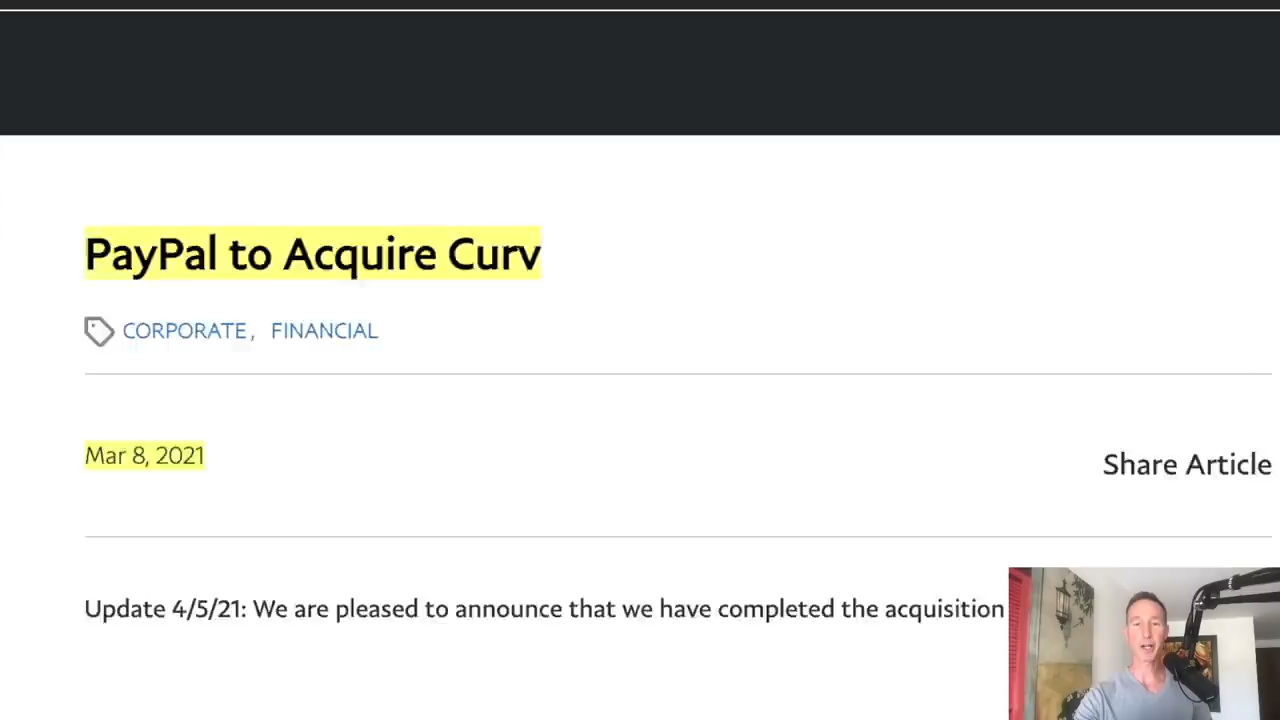 PayPal to Acquire Curv
CORPORATE, FINANCIAL
Mar 8, 2021
Share Article
Update 4/5/21: We are pleased to announce that we have completed the acquisition